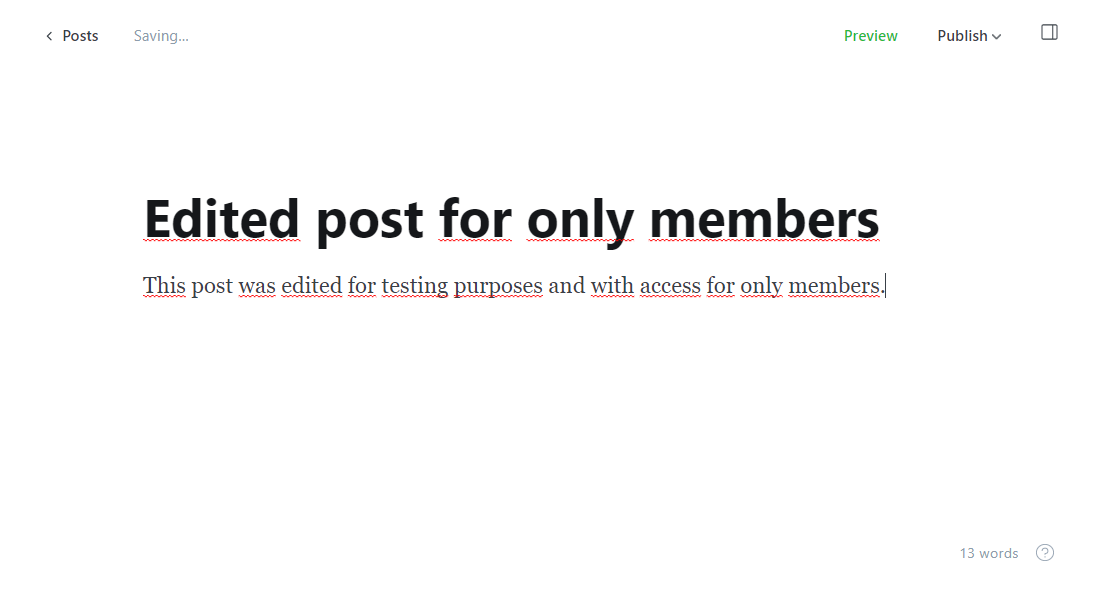 Posts Saving... Preview Publish
Edited post for only members
This post was edited for testing purposes and with access for only members.
13 words ?